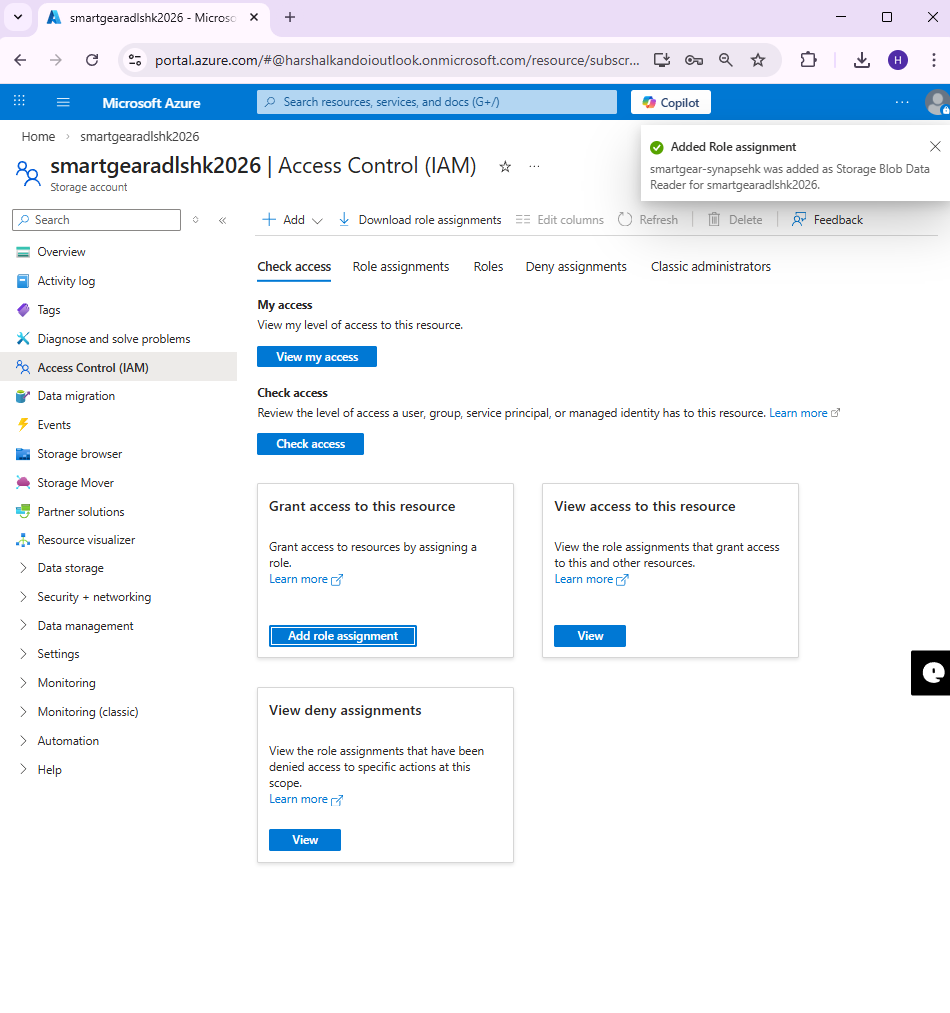 smartgearadlshk2026 - Microso
portal.azure.com/#@harshalkandoioutlook.onmicrosoft.com/resource/subscr...
H
Microsoft Azure
Search resources, services, and docs (G+/)
Copilot
...
Home > smartgearadlshk2026
smartgearadlshk2026 | Access Control (IAM)
...
Storage account
Added Role assignment
smartgear-synapsehk was added as Storage Blob Data
Reader for smartgearadlshk2026.
Search
Add
Download role assignments
Edit columns
Refresh
Delete
Feedback
Overview
Activity log
Tags
Diagnose and solve problems
Access Control (IAM)
Data migration
Events
Storage browser
Storage Mover
Partner solutions
Resource visualizer
Data storage
Security + networking
Data management
Settings
Monitoring
Monitoring (classic)
Automation
Help
Check access
Role assignments
Roles
Deny assignments
Classic administrators
My access
View my level of access to this resource.
View my access
Check access
Review the level of access a user, group, service principal, or managed identity has to this resource. Learn more
Check access
Grant access to this resource
Grant access to resources by assigning a
role.
Learn more
Add role assignment
View access to this resource
View the role assignments that grant access
to this and other resources.
Learn more
View
View deny assignments
View the role assignments that have been
denied access to specific actions at this
scope.
Learn more
View